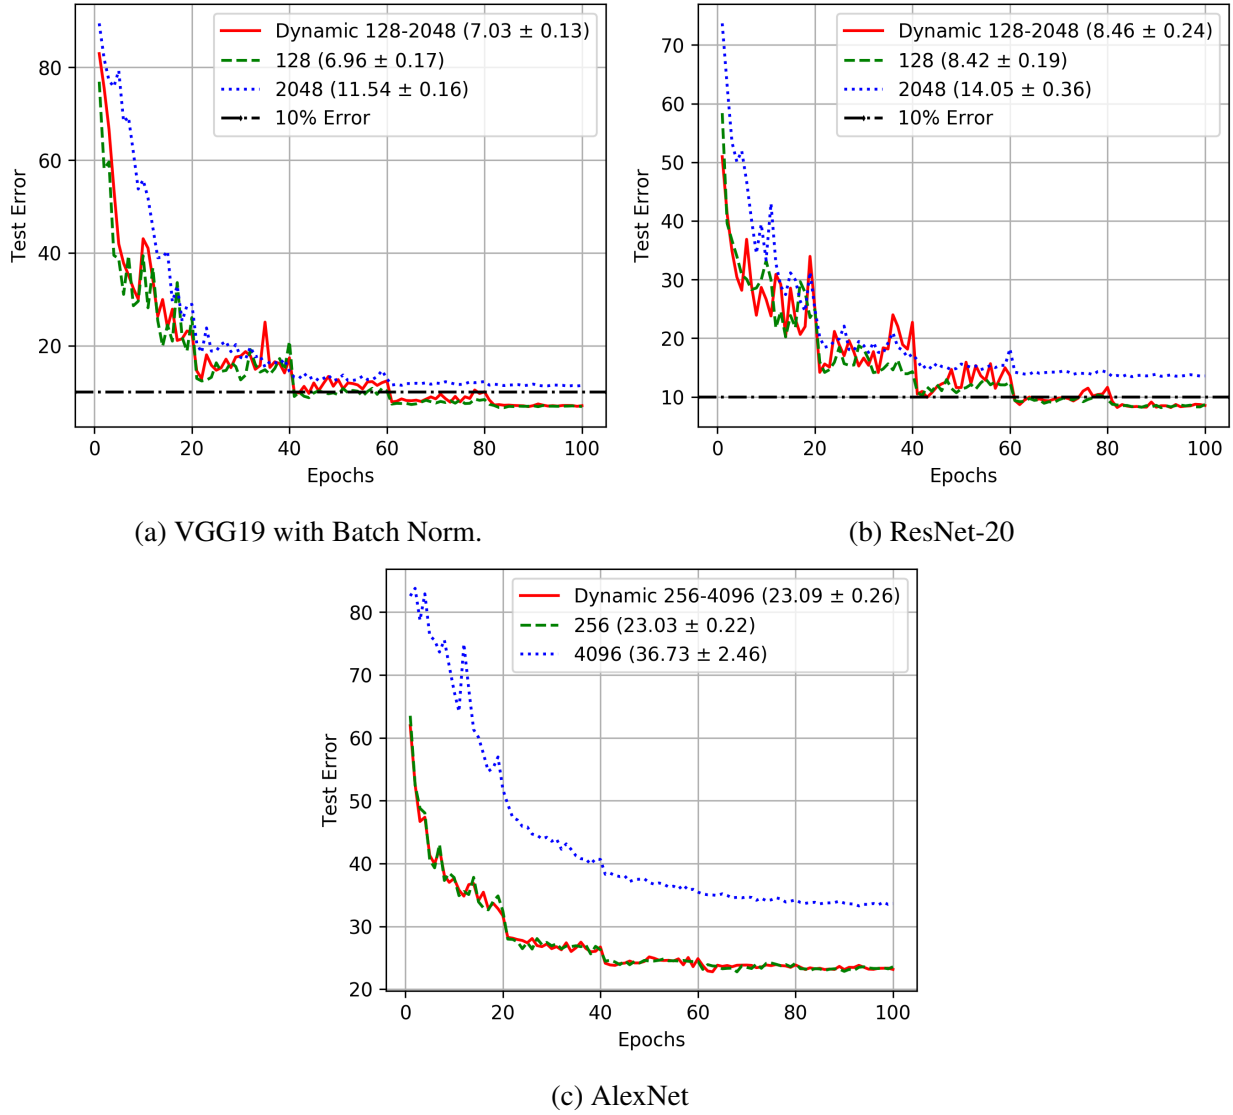 Dynamic 128-2048 (7.03 ± 0.13)
128 (6.96 ± 0.17)
2048 (11.54 ± 0.16)
10% Error
80
60
40
20
Test Error
0 20 40 60 80 100
Epochs
(a) VGG19 with Batch Norm.
Dynamic 128-2048 (8.46 ± 0.24)
128 (8.42 ± 0.19)
2048 (14.05 ± 0.36)
10% Error
70
60
50
40
30
20
10
Test Error
0 20 40 60 80 100
Epochs
(b) ResNet-20
Dynamic 256-4096 (23.09 ± 0.26)
256 (23.03 ± 0.22)
4096 (36.73 ± 2.46)
80
70
60
50
40
30
20
Test Error
0 20 40 60 80 100
Epochs
(c) AlexNet